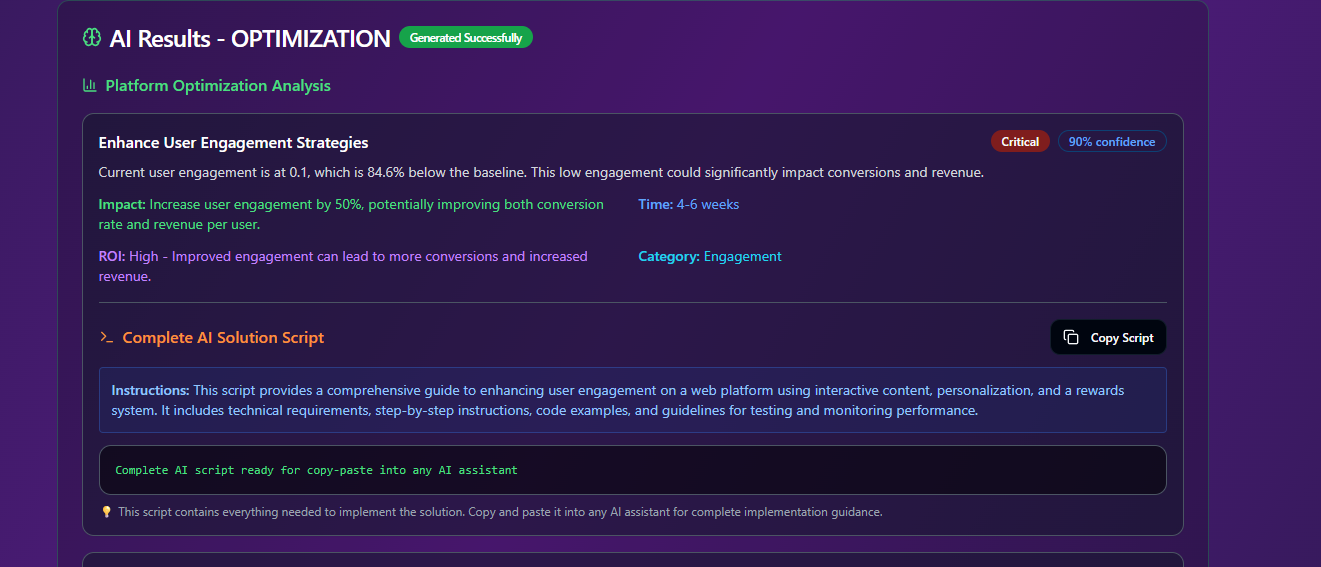 AI Results - OPTIMIZATION Generated Successfully
Platform Optimization Analysis
Enhance User Engagement Strategies Critical 90% confidence
Current user engagement is at 0.1, which is 84.6% below the baseline. This low engagement could significantly impact conversions and revenue.
Impact: Increase user engagement by 50%, potentially improving both conversion
rate and revenue per user.
Time: 4-6 weeks
ROI: High - Improved engagement can lead to more conversions and increased
revenue.
Category: Engagement
Complete AI Solution Script Copy Script
Instructions: This script provides a comprehensive guide to enhancing user engagement on a web platform using interactive content, personalization, and a rewards
system. It includes technical requirements, step-by-step instructions, code examples, and guidelines for testing and monitoring performance.
Complete AI script ready for copy-paste into any AI assistant
This script contains everything needed to implement the solution. Copy and paste it into any AI assistant for complete implementation guidance.